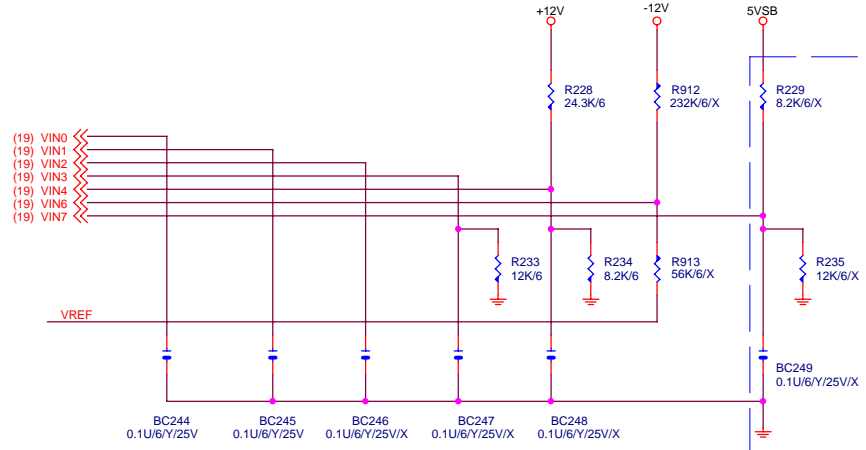 +12V
-12V
5VSB
R228
24.3K/6
R912
232K/6/X
R229
8.2K/6/X
(19) VIN0
(19) VIN1
(19) VIN2
(19) VIN3
(19) VIN4
(19) VIN6
(19) VIN7
R233
12K/6
R234
8.2K/6
R913
56K/6/X
R235
12K/6/X
VREF
BC249
0.1U/6/Y/25V/X
BC244
0.1U/6/Y/25V
BC245
0.1U/6/Y/25V
BC246
0.1U/6/Y/25V/X
BC247
0.1U/6/Y/25V/X
BC248
0.1U/6/Y/25V/X